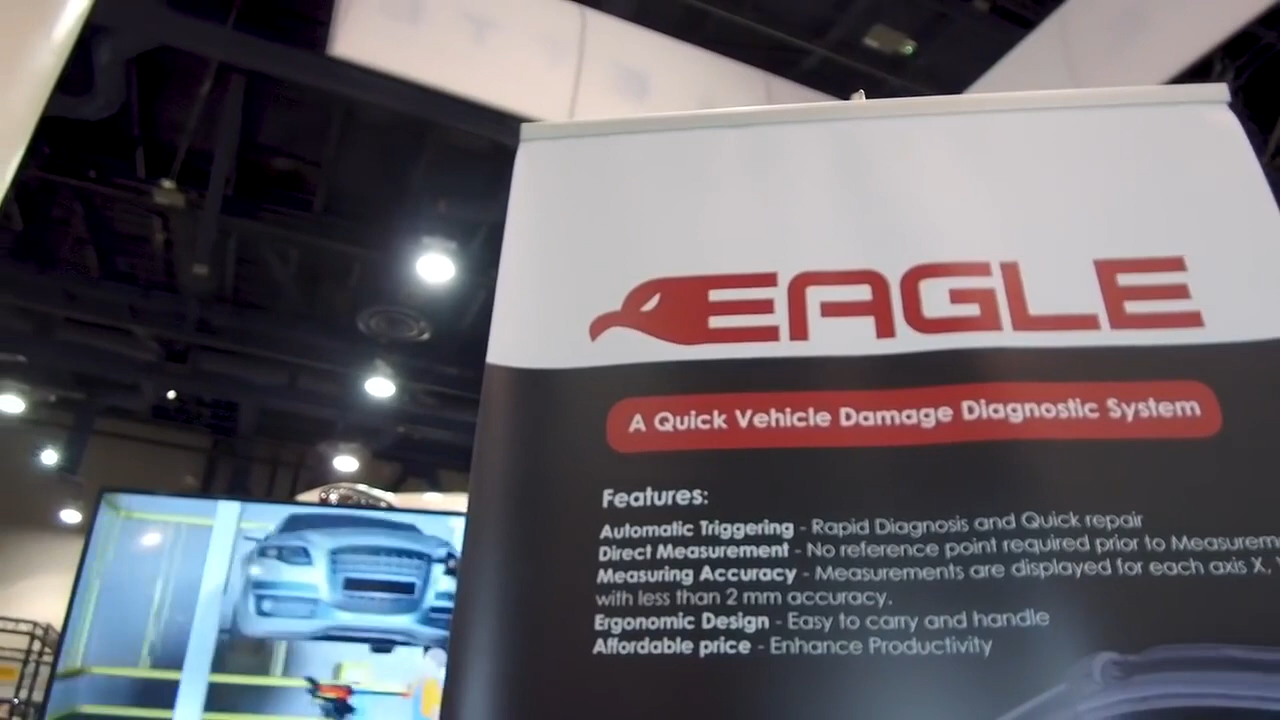 EAGLE
A Quick Vehicle Damage Diagnostic System
Features:
Automatic Triggering - Rapid Diagnosis and Quick repair
Direct Measurement - No reference point required prior to Measurem
Measuring Accuracy - Measurements are displayed for each axis X,
with less than 2 mm accuracy.
Ergonomic Design - Easy to carry and handle
Affordable price - Enhance Productivity